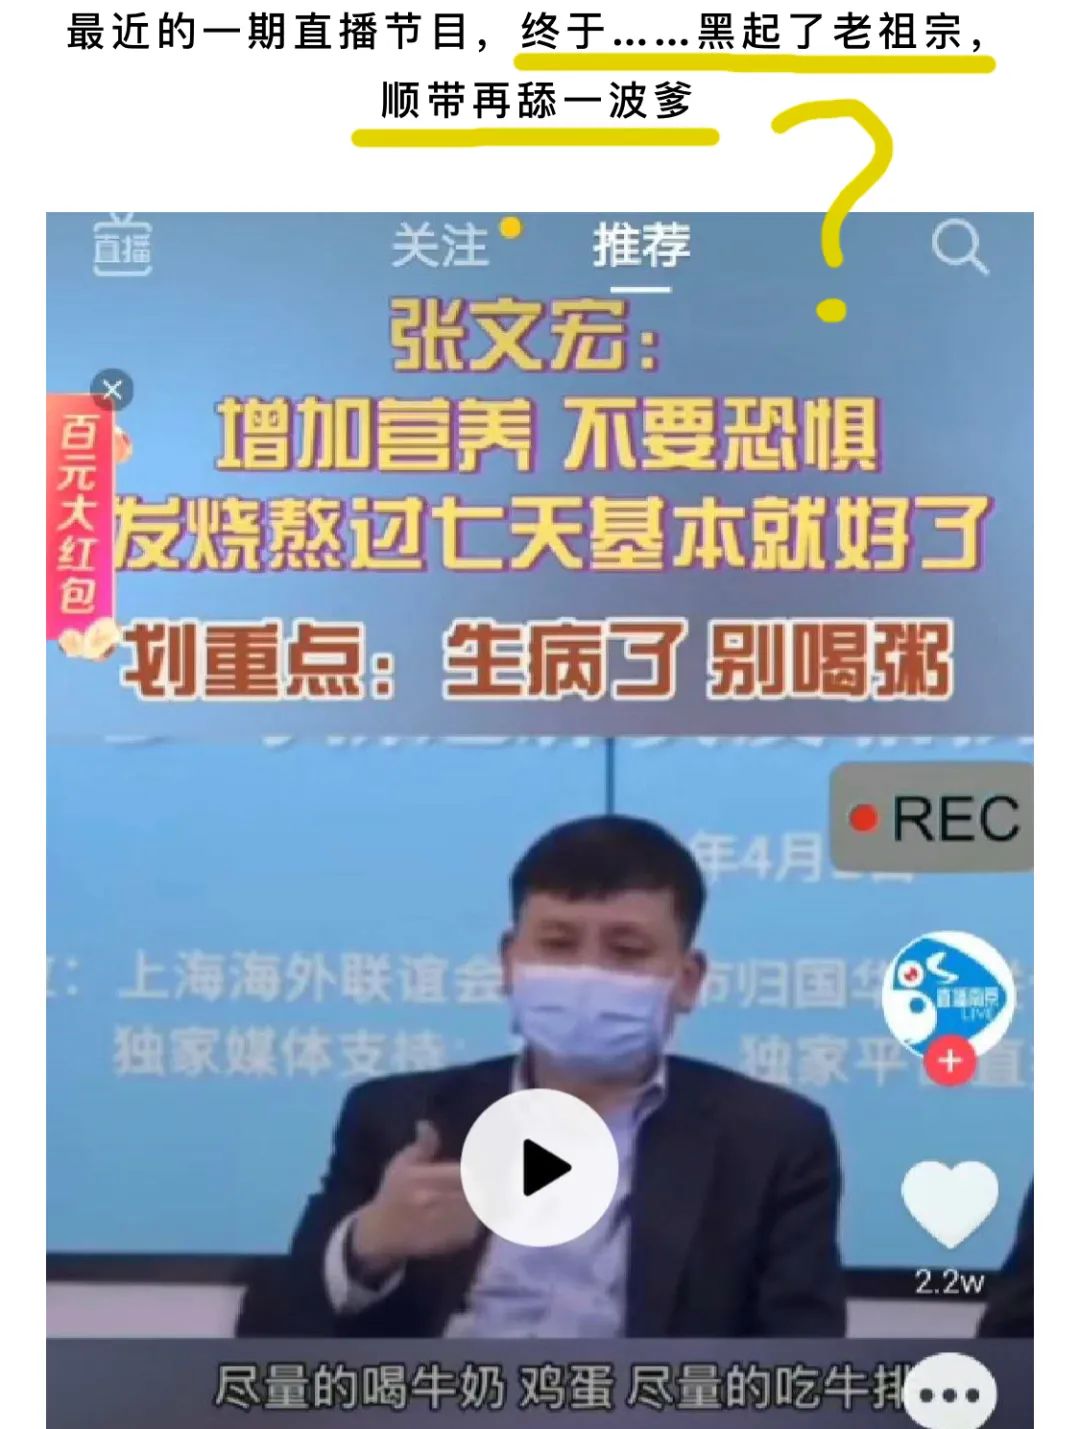 最近的一期直播节目，终于……黑起了老祖宗，
顺带再舔一波爹
直播
关注
推荐
张文宏：
增加营养 不要恐惧
发烧熬过七天基本就好了
百元大红包
划重点：生病了 别喝粥
REC
年4月
：上海海外联谊会
市归国华
独家媒体支持
独家平
直播南京
LIVE
2.2w
尽量的喝牛奶 鸡蛋 尽量的吃牛排